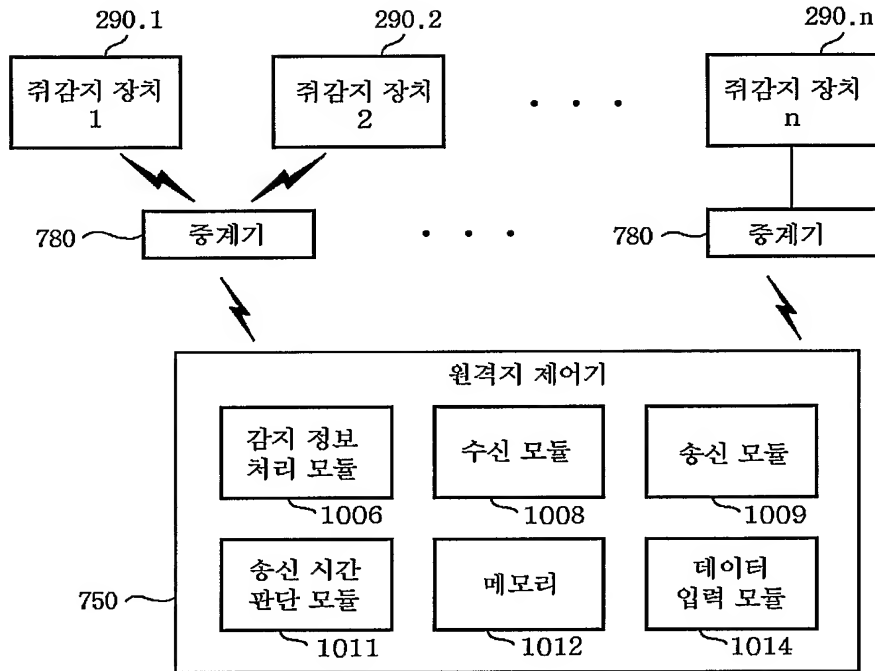 290.1
290.2
290.n
쥐감지 장치
1
쥐감지 장치
2
쥐감지 장치
n
780
중계기
780
중계기
원격지 제어기
감지 정보
처리 모듈
수신 모듈
송신 모듈
1006
1008
1009
750
송신 시간
판단 모듈
메모리
데이터
입력 모듈
1011
1012
1014